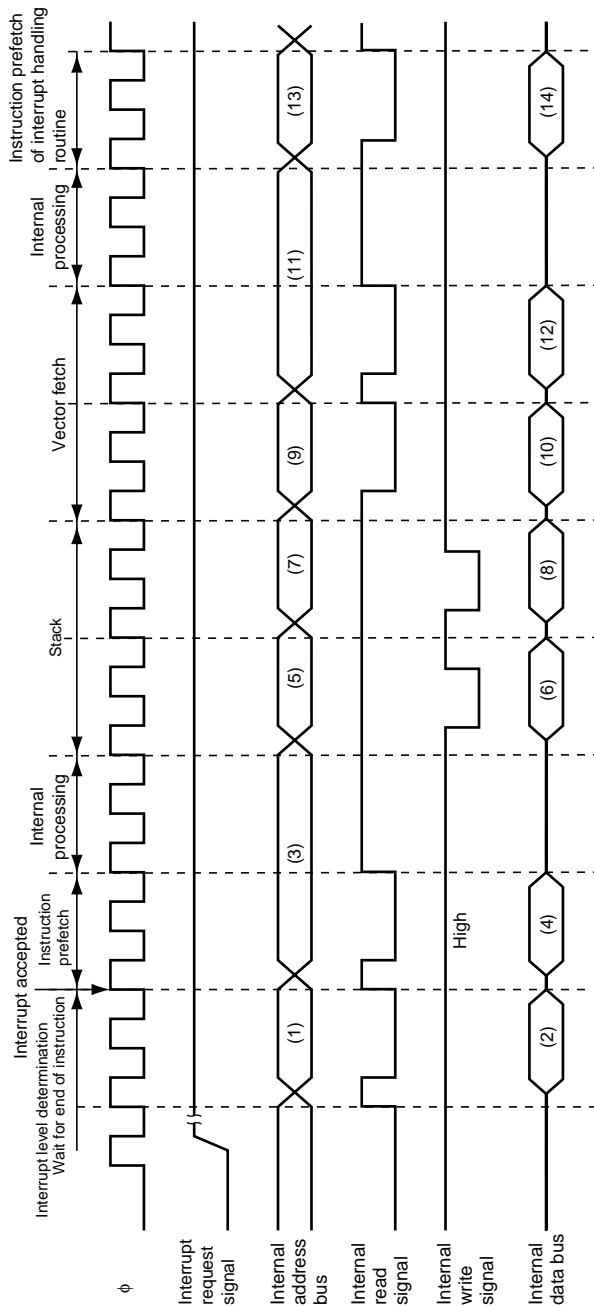 Interrupt accepted
Interrupt level determination
Wait for end of instruction
Instruction
prefetch
Internal
processing
Stack
Vector fetch
Internal
processing
Instruction prefetch
of interrupt handling
routine
φ
Interrupt
request
signal
Internal
address
bus
(1)
(3)
(5)
(7)
(9)
(11)
(13)
Internal
read
signal
Internal
write
signal
High
Internal
data bus
(2)
(4)
(6)
(8)
(10)
(12)
(14)